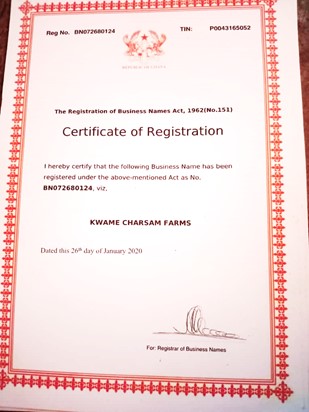 Reg No. BN072680124 TIN: P0043165052
REPUBLIC OF GHANA
The Registration of Business Names Act, 1962(No.151)
Certificate of Registration
I hereby certify that the following Business Name has been
registered under the above-mentioned Act as No.
BN072680124, viz,
KWAME CHARSAM FARMS
Dated this 26th day of January 2020
For: Registrar of Business Names